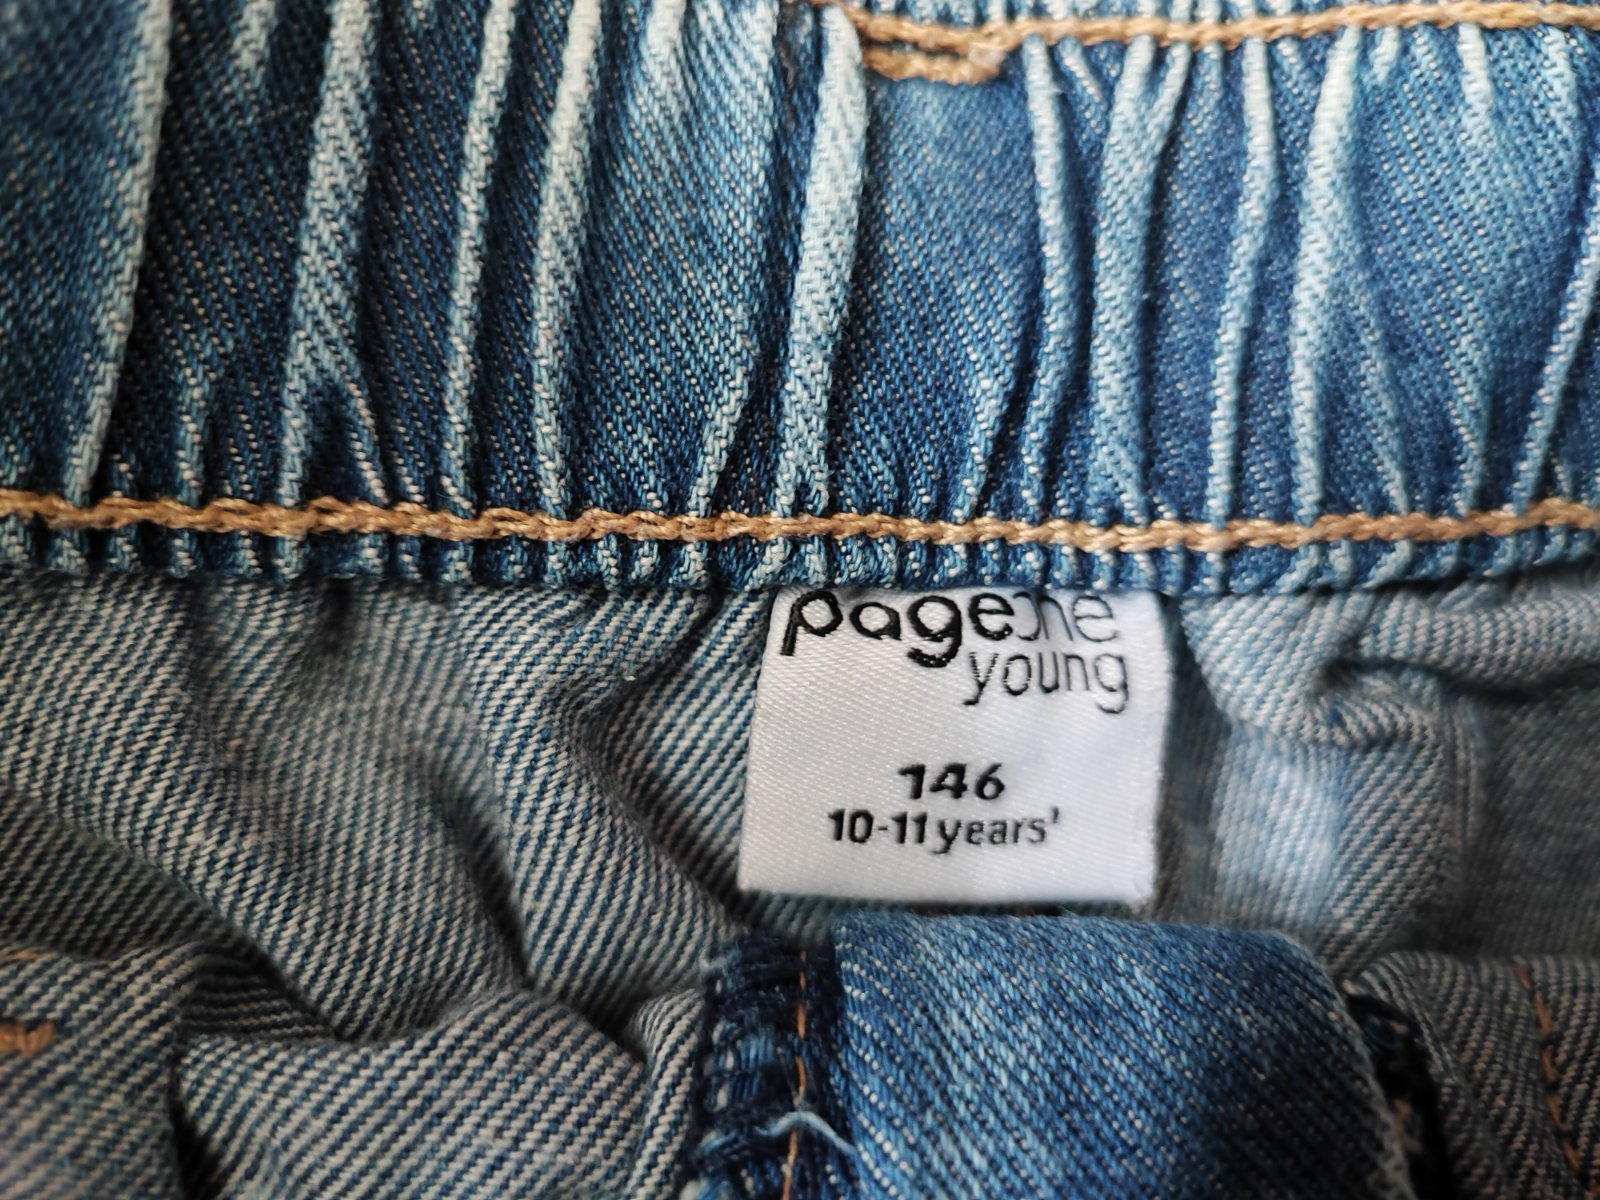 pageone
young
146
10-11 years'